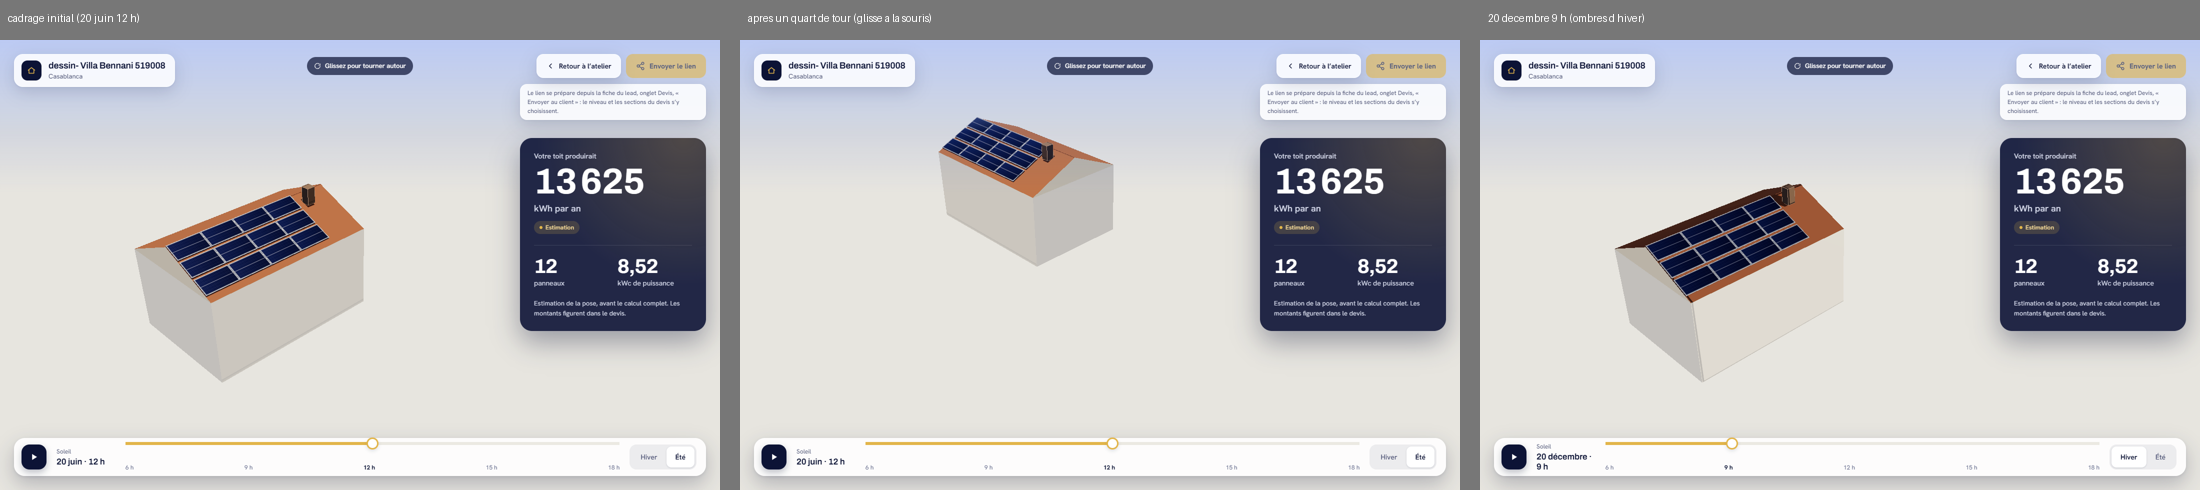 cadrage initial (20 juin 12 h)
dessin- Villa Bennani 519008
Casablanca
Glissez pour tourner autour
Retour à l'atelier
Envoyer le lien
Le lien se prépare depuis la fiche du lead, onglet Devis, «
Envoyer au client » : le niveau et les sections du devis s'y
choisissent.
Votre toit produirait
13 625
kWh par an
Estimation
12
panneaux
8,52
kWc de puissance
Estimation de la pose, avant le calcul complet. Les
montants figurent dans le devis.
Soleil
20 juin · 12 h
6 h
9 h
12 h
15 h
18 h
Hiver
Été
apres un quart de tour (glisse a la souris)
dessin- Villa Bennani 519008
Casablanca
Glissez pour tourner autour
Retour à l'atelier
Envoyer le lien
Le lien se prépare depuis la fiche du lead, onglet Devis, «
Envoyer au client » : le niveau et les sections du devis s'y
choisissent.
Votre toit produirait
13 625
kWh par an
Estimation
12
panneaux
8,52
kWc de puissance
Estimation de la pose, avant le calcul complet. Les
montants figurent dans le devis.
Soleil
20 juin · 12 h
6 h
9 h
12 h
15 h
18 h
Hiver
Été
20 decembre 9 h (ombres d hiver)
dessin- Villa Bennani 519008
Casablanca
Glissez pour tourner autour
Retour à l'atelier
Envoyer le lien
Le lien se prépare depuis la fiche du lead, onglet Devis, «
Envoyer au client » : le niveau et les sections du devis s'y
choisissent.
Votre toit produirait
13 625
kWh par an
Estimation
12
panneaux
8,52
kWc de puissance
Estimation de la pose, avant le calcul complet. Les
montants figurent dans le devis.
Soleil
20 décembre ·
9 h
6 h
9 h
12 h
15 h
18 h
Hiver
Été